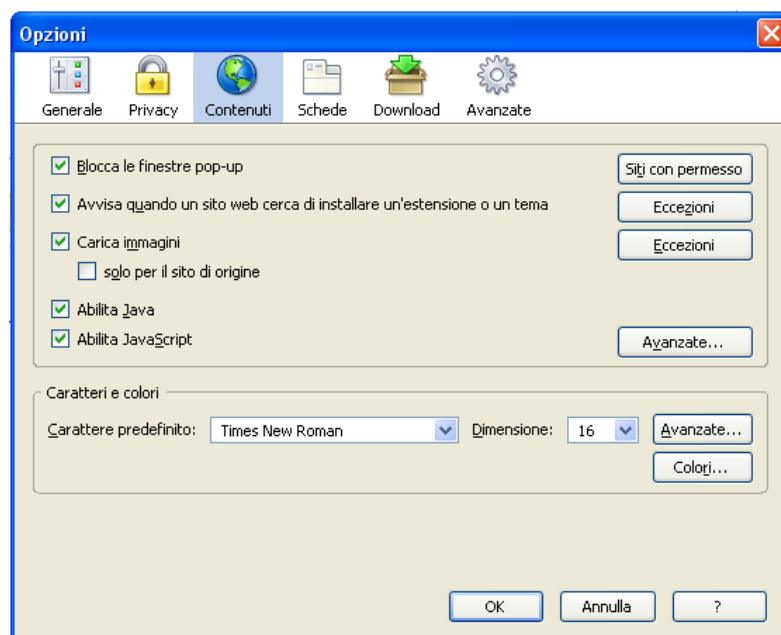 Opzioni
Generale Privacy Contenuti Schede Download Avanzate
Blocca le finestre pop-up Siti con permesso
Avvisa quando un sito web cerca di installare un'estensione o un tema Eccezioni
Carica immagini Eccezioni
solo per il sito di origine
Abilita Java
Abilita JavaScript Avanzate...
Caratteri e colori
Carattere predefinito: Times New Roman Dimensione: 16 Avanzate...
Colori...
OK Annulla ?